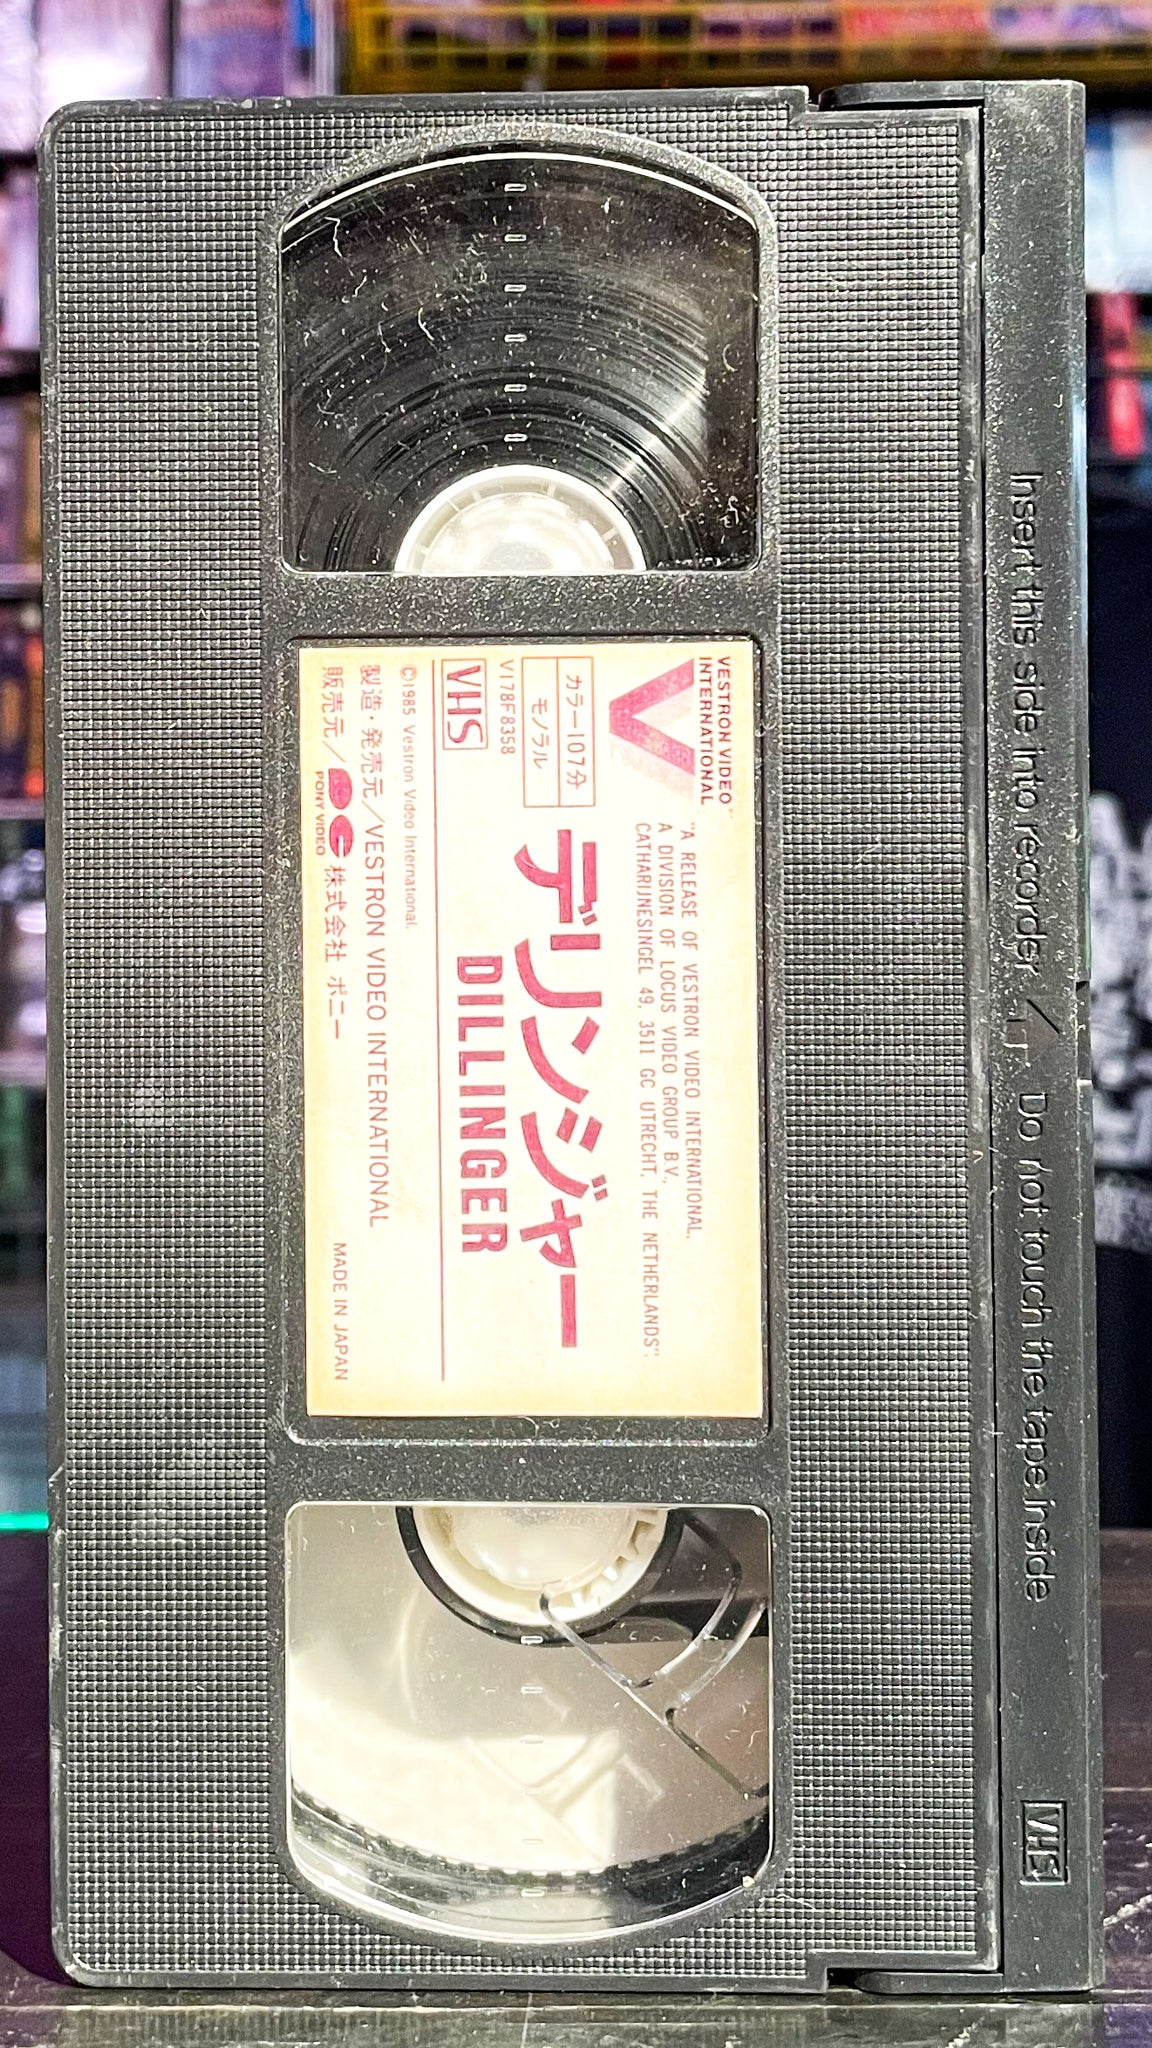 Insert this side into recorder / Do not touch the tape inside
VHS
VESTRON VIDEO
INTERNATIONAL
"A RELEASE OF VESTRON VIDEO INTERNATIONAL,
A DIVISION OF LOCUS VIDEO GROUP B.V.,
CATHARIJNESINGEL 49, 3511 GC UTRECHT, THE NETHERLANDS".
カラー107分
モノラル
V178F8358
VHS
デリンジャー
DILLINGER
©1985 Vestron Video International.
製造・発売元/VESTRON VIDEO INTERNATIONAL
販売元/PONY VIDEO 株式会社 ポニー
MADE IN JAPAN